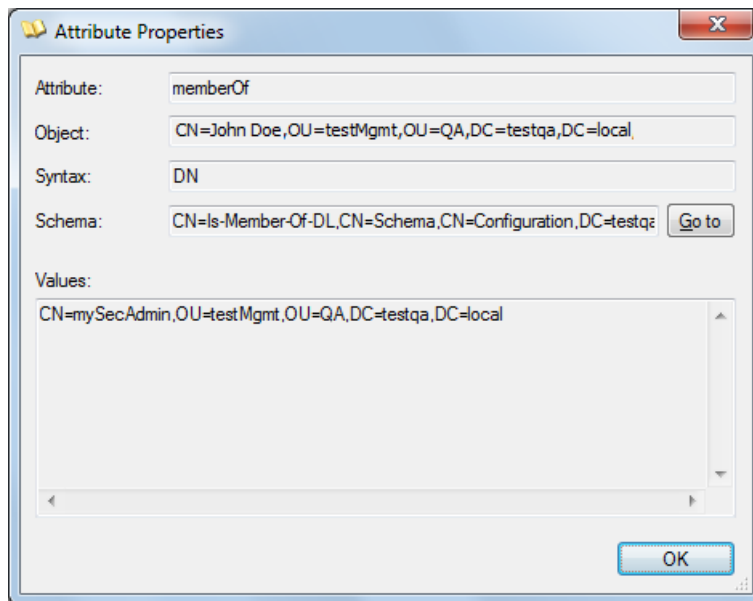 Attribute Properties
Attribute: memberOf
Object: CN=John Doe,OU=testMgmt,OU=QA,DC=testqa,DC=local,
Syntax: DN
Schema: CN=Is-Member-Of-DL,CN=Schema,CN=Configuration,DC=testqa Go to
Values:
CN=mySecAdmin,OU=testMgmt,OU=QA,DC=testqa,DC=local
OK